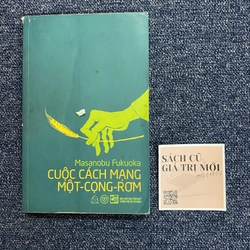 Masanobu Fukuoka
CUỘC CÁCH MẠNG
MỘT-CỌNG-RƠM
SÁCH CŨ
GIÁ TRỊ MỚI